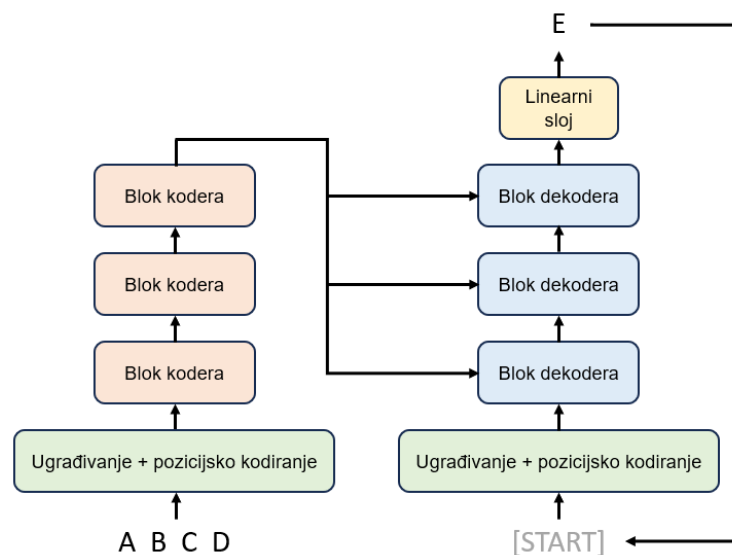 E
Linearni
sloj
Blok kodera
Blok dekodera
Blok kodera
Blok dekodera
Blok kodera
Blok dekodera
Ugrađivanje + pozicijsko kodiranje
Ugrađivanje + pozicijsko kodiranje
A B C D
[START]